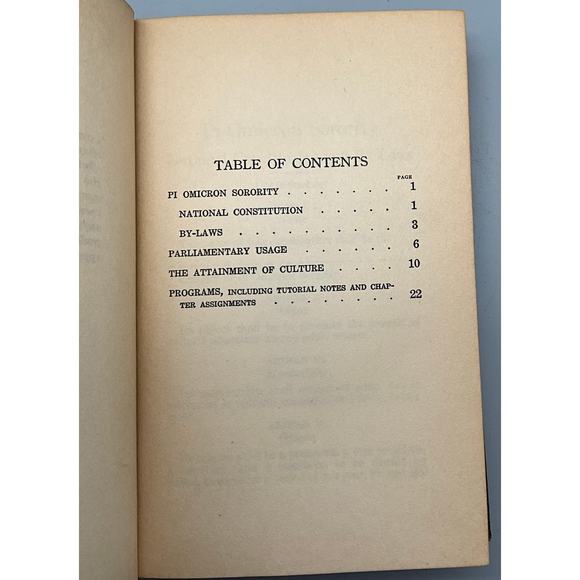 TABLE OF CONTENTS
PAGE
PI OMICRON SORORITY . . . . . . . 1
NATIONAL CONSTITUTION . . . . . 1
BY-LAWS . . . . . . . . . . 3
PARLIAMENTARY USAGE . . . . . . 6
THE ATTAINMENT OF CULTURE . . . . 10
PROGRAMS, INCLUDING TUTORIAL NOTES AND CHAP-
TER ASSIGNMENTS . . . . . . . . 22